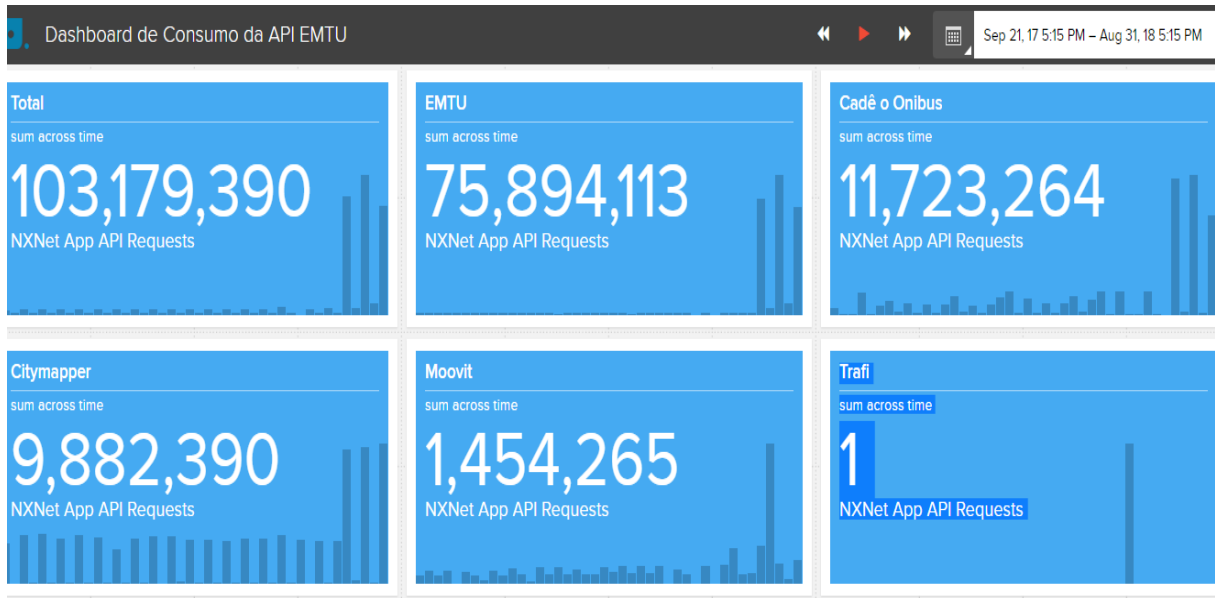 Dashboard de Consumo da API EMTU
Sep 21, 17 5:15 PM – Aug 31, 18 5:15 PM
Total
sum across time
103,179,390
NXNet App API Requests
EMTU
sum across time
75,894,113
NXNet App API Requests
Cadê o Onibus
sum across time
11,723,264
NXNet App API Requests
Citymapper
sum across time
9,882,390
NXNet App API Requests
Moovit
sum across time
1,454,265
NXNet App API Requests
Trafi
sum across time
1
NXNet App API Requests